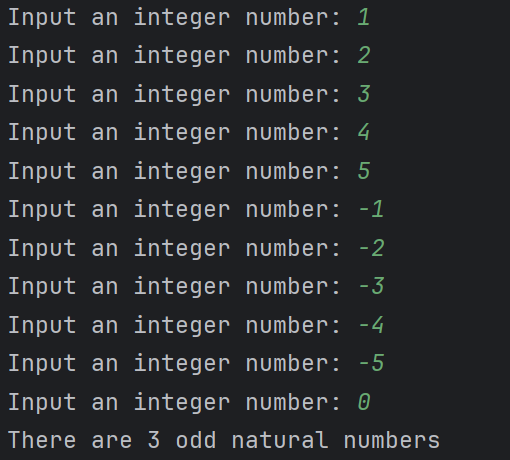 Input an integer number: 1
Input an integer number: 2
Input an integer number: 3
Input an integer number: 4
Input an integer number: 5
Input an integer number: -1
Input an integer number: -2
Input an integer number: -3
Input an integer number: -4
Input an integer number: -5
Input an integer number: 0
There are 3 odd natural numbers